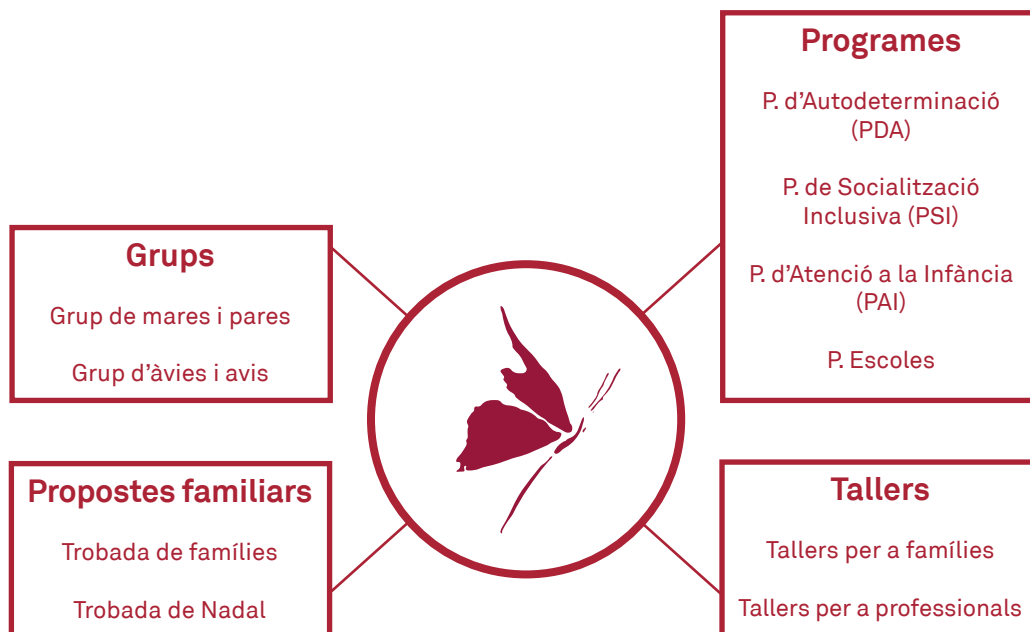 Programes
P. d’Autodeterminació
(PDA)
P. de Socialització
Inclusiva (PSI)
P. d’Atenció a la Infància
(PAI)
P. Escoles
Grups
Grup de mares i pares
Grup d’àvies i avis
Propostes familiars
Trobada de famílies
Trobada de Nadal
Tallers
Tallers per a famílies
Tallers per a professionals